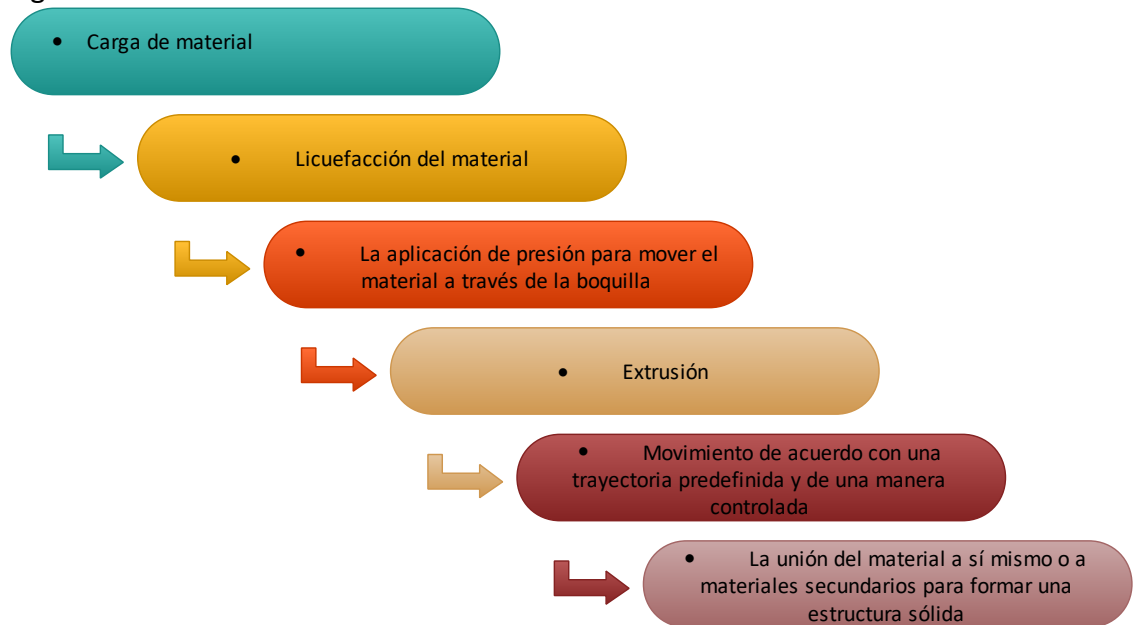 • Carga de material
• Licuefacción del material
• La aplicación de presión para mover el
material a través de la boquilla
• Extrusión
• Movimiento de acuerdo con una
trayectoria predefinida y de una manera
controlada
• La unión del material a sí mismo o a
materiales secundarios para formar una
estructura sólida